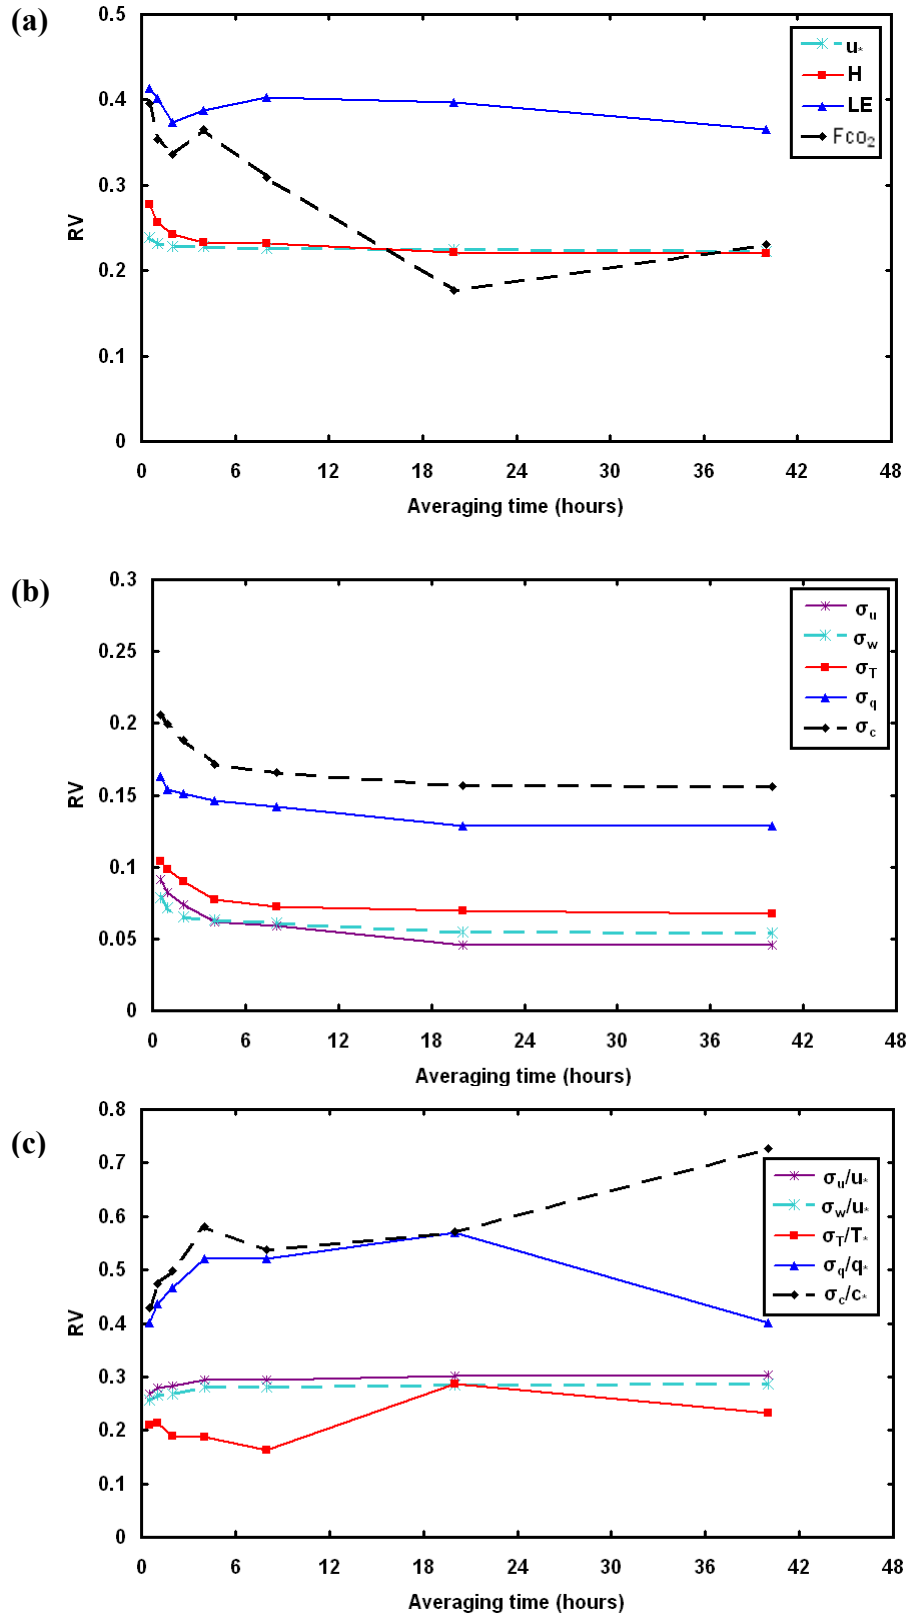 (a)
0.5
0.4
0.3
0.2
0.1
0
RV
u*
H
LE
Fco₂
0 6 12 18 24 30 36 42 48
Averaging time (hours)
(b)
0.3
0.25
0.2
0.15
0.1
0.05
0
RV
σu
σw
σT
σq
σc
0 6 12 18 24 30 36 42 48
Averaging time (hours)
(c)
0.8
0.7
0.6
0.5
0.4
0.3
0.2
0.1
0
RV
σu/u*
σw/u*
σT/T*
σq/q*
σc/c*
0 6 12 18 24 30 36 42 48
Averaging time (hours)